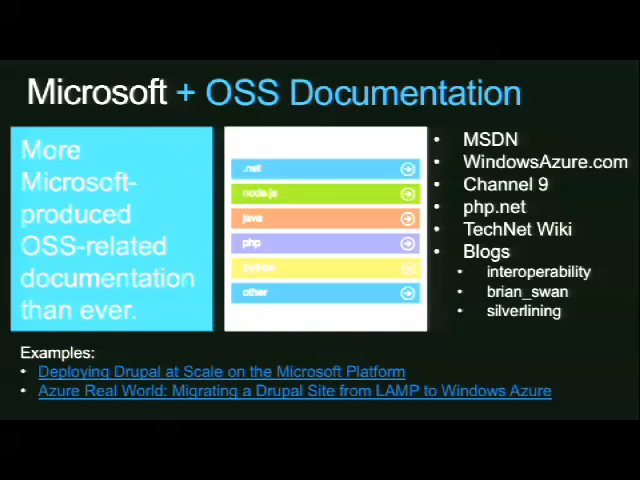 Microsoft + OSS Documentation
More
Microsoft-
produced
OSS-related
documentation
than ever.
.net
node.js
java
php
python
other
• MSDN
• WindowsAzure.com
• Channel 9
• php.net
• TechNet Wiki
• Blogs
• interoperability
• brian_swan
• silverlining
Examples:
• Deploying Drupal at Scale on the Microsoft Platform
• Azure Real World: Migrating a Drupal Site from LAMP to Windows Azure